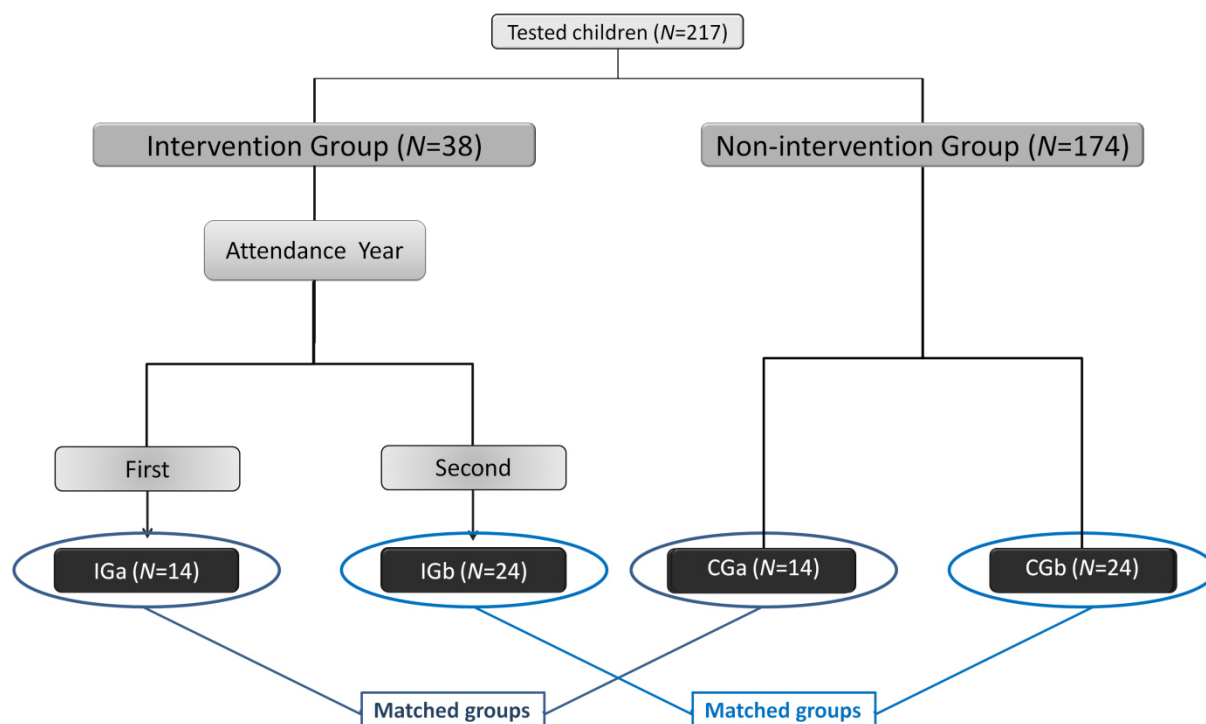 Tested children (N=217)
Intervention Group (N=38)
Non-intervention Group (N=174)
Attendance Year
First
Second
IGa (N=14)
IGb (N=24)
CGa (N=14)
CGb (N=24)
Matched groups
Matched groups